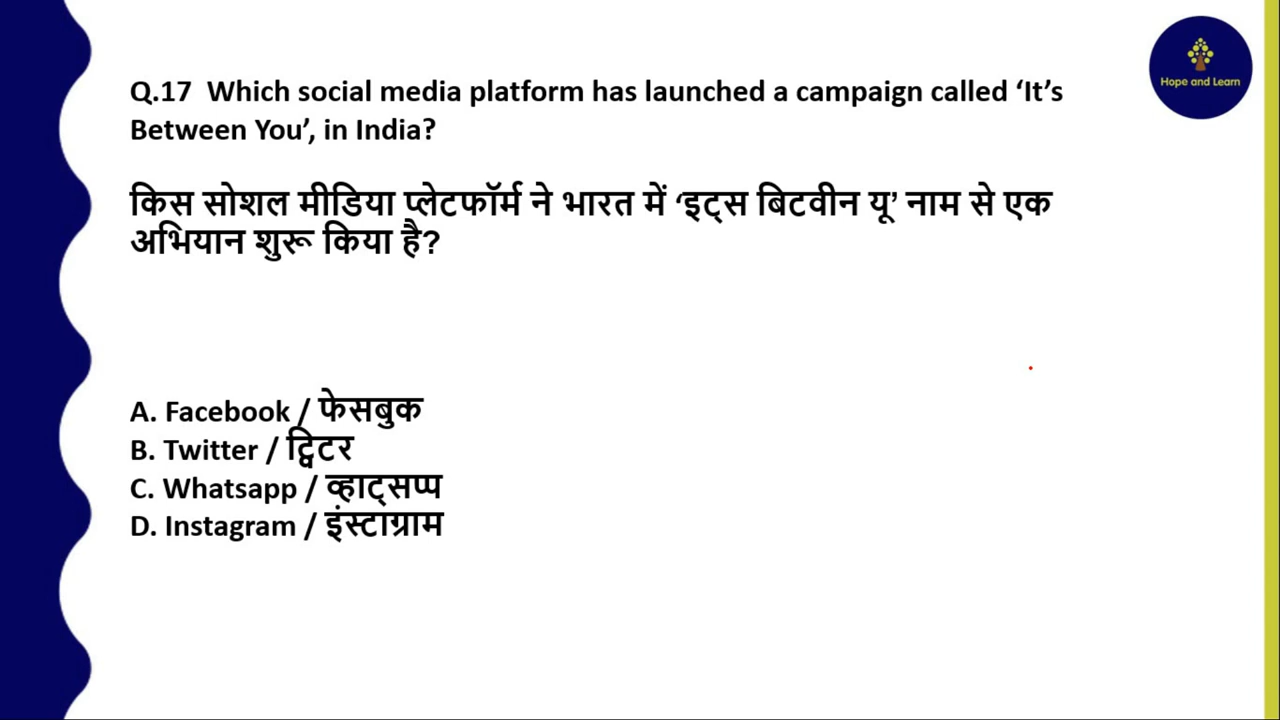 Hope and Learn
Q.17 Which social media platform has launched a campaign called ‘It’s
Between You’, in India?
किस सोशल मीडिया प्लेटफॉर्म ने भारत में ‘इट्स बिटवीन यू’ नाम से एक
अभियान शुरू किया है?
A. Facebook / फेसबुक
B. Twitter / ट्विटर
C. Whatsapp / व्हाट्सप्प
D. Instagram / इंस्टाग्राम